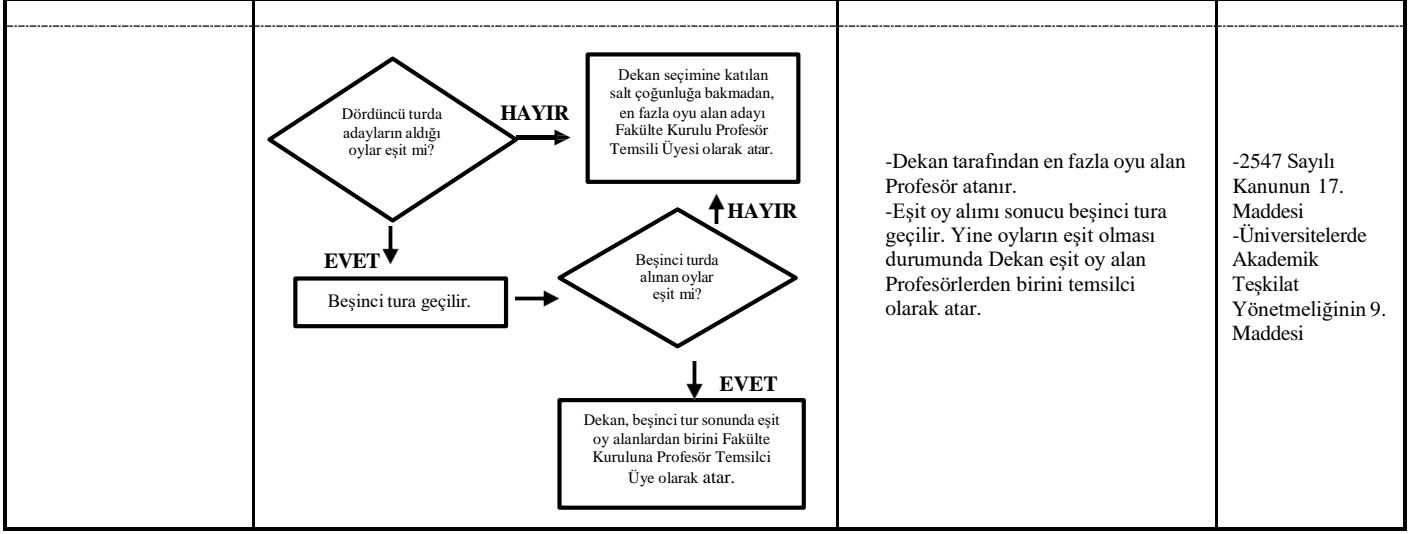 Dördüncü turda
adayların aldığı
oylar eşit mi?
HAYIR
Dekan seçimine katılan
salt çoğunluğa bakmadan,
en fazla oyu alan adayı
Fakülte Kurulu Profesör
Temsili Üyesi olarak atar.
EVET
Beşinci tura geçilir.
Beşinci turda
alınan oylar
eşit mi?
HAYIR
EVET
Dekan, beşinci tur sonunda eşit
oy alanlardan birini Fakülte
Kuruluna Profesör Temsilci
Üye olarak atar.
-Dekan tarafından en fazla oyu alan
Profesör atanır.
-Eşit oy alımı sonucu beşinci tura
geçilir. Yine oyların eşit olması
durumunda Dekan eşit oy alan
Profesörlerden birini temsilci
olarak atar.
-2547 Sayılı
Kanunun 17.
Maddesi
-Üniversitelerde
Akademik
Teşkilat
Yönetmeliğinin 9.
Maddesi